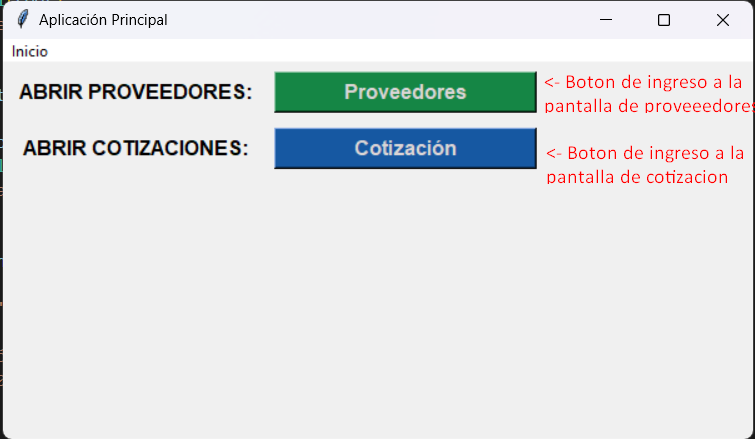 Aplicación Principal
Inicio
ABRIR PROVEEDORES:
Proveedores
<- Boton de ingreso a la
pantalla de proveeedores
ABRIR COTIZACIONES:
Cotización
<- Boton de ingreso a la
pantalla de cotizacion